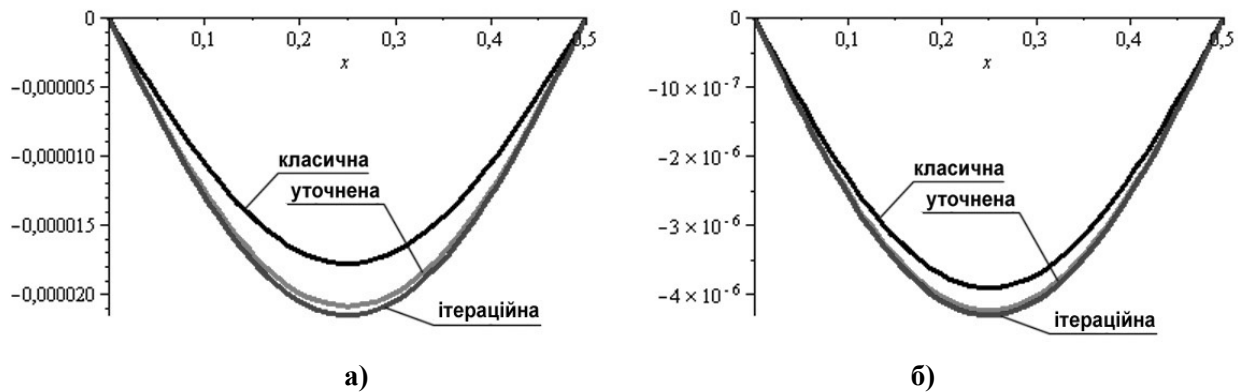 0
0,1
0,2
0,3
0,4
0,5
x
−0,000005
−0,000010
−0,000015
−0,000020
класична
уточнена
ітераційна
а)
0
0,1
0,2
0,3
0,4
0,5
x
−10 × 10⁻⁷
−2 × 10⁻⁶
−3 × 10⁻⁶
−4 × 10⁻⁶
класична
уточнена
ітераційна
б)